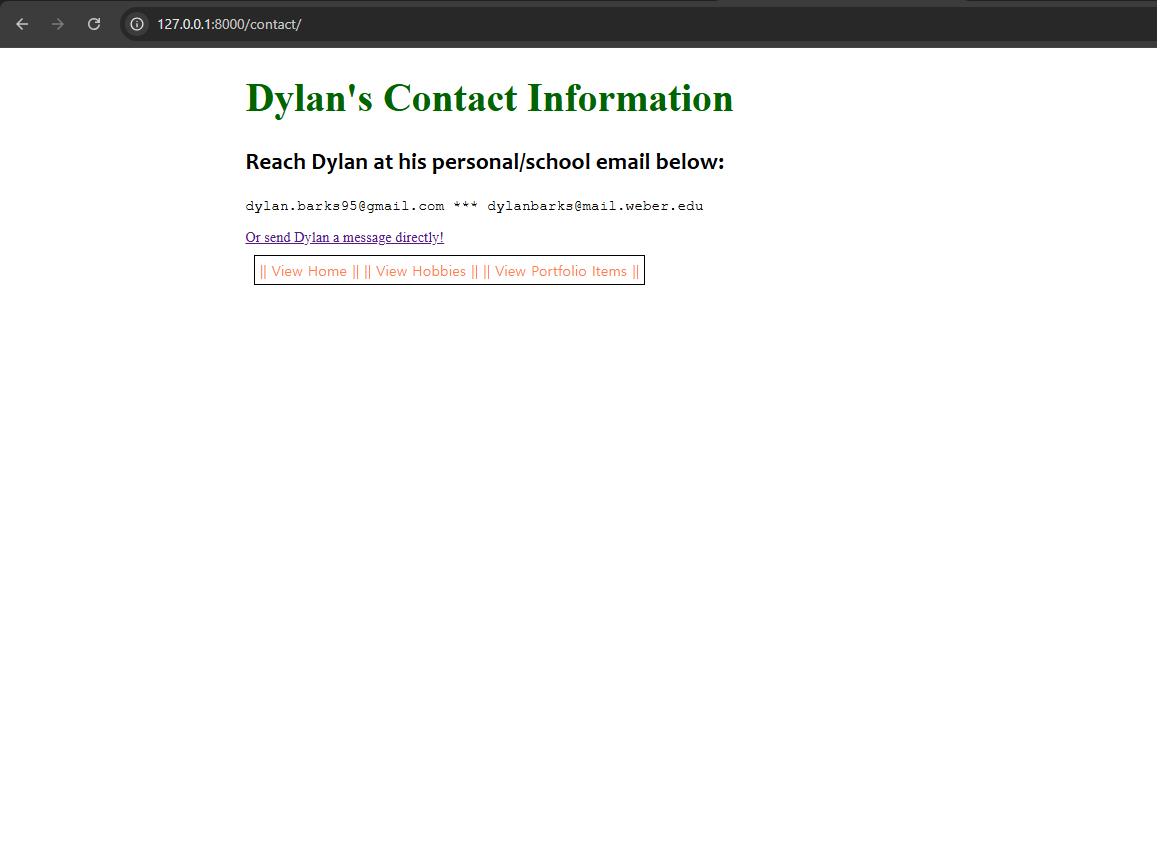 127.0.0.1:8000/contact/
Dylan's Contact Information
Reach Dylan at his personal/school email below:
dylan.barks95@gmail.com *** dylanbarks@mail.weber.edu
Or send Dylan a message directly!
|| View Home || || View Hobbies || || View Portfolio Items ||